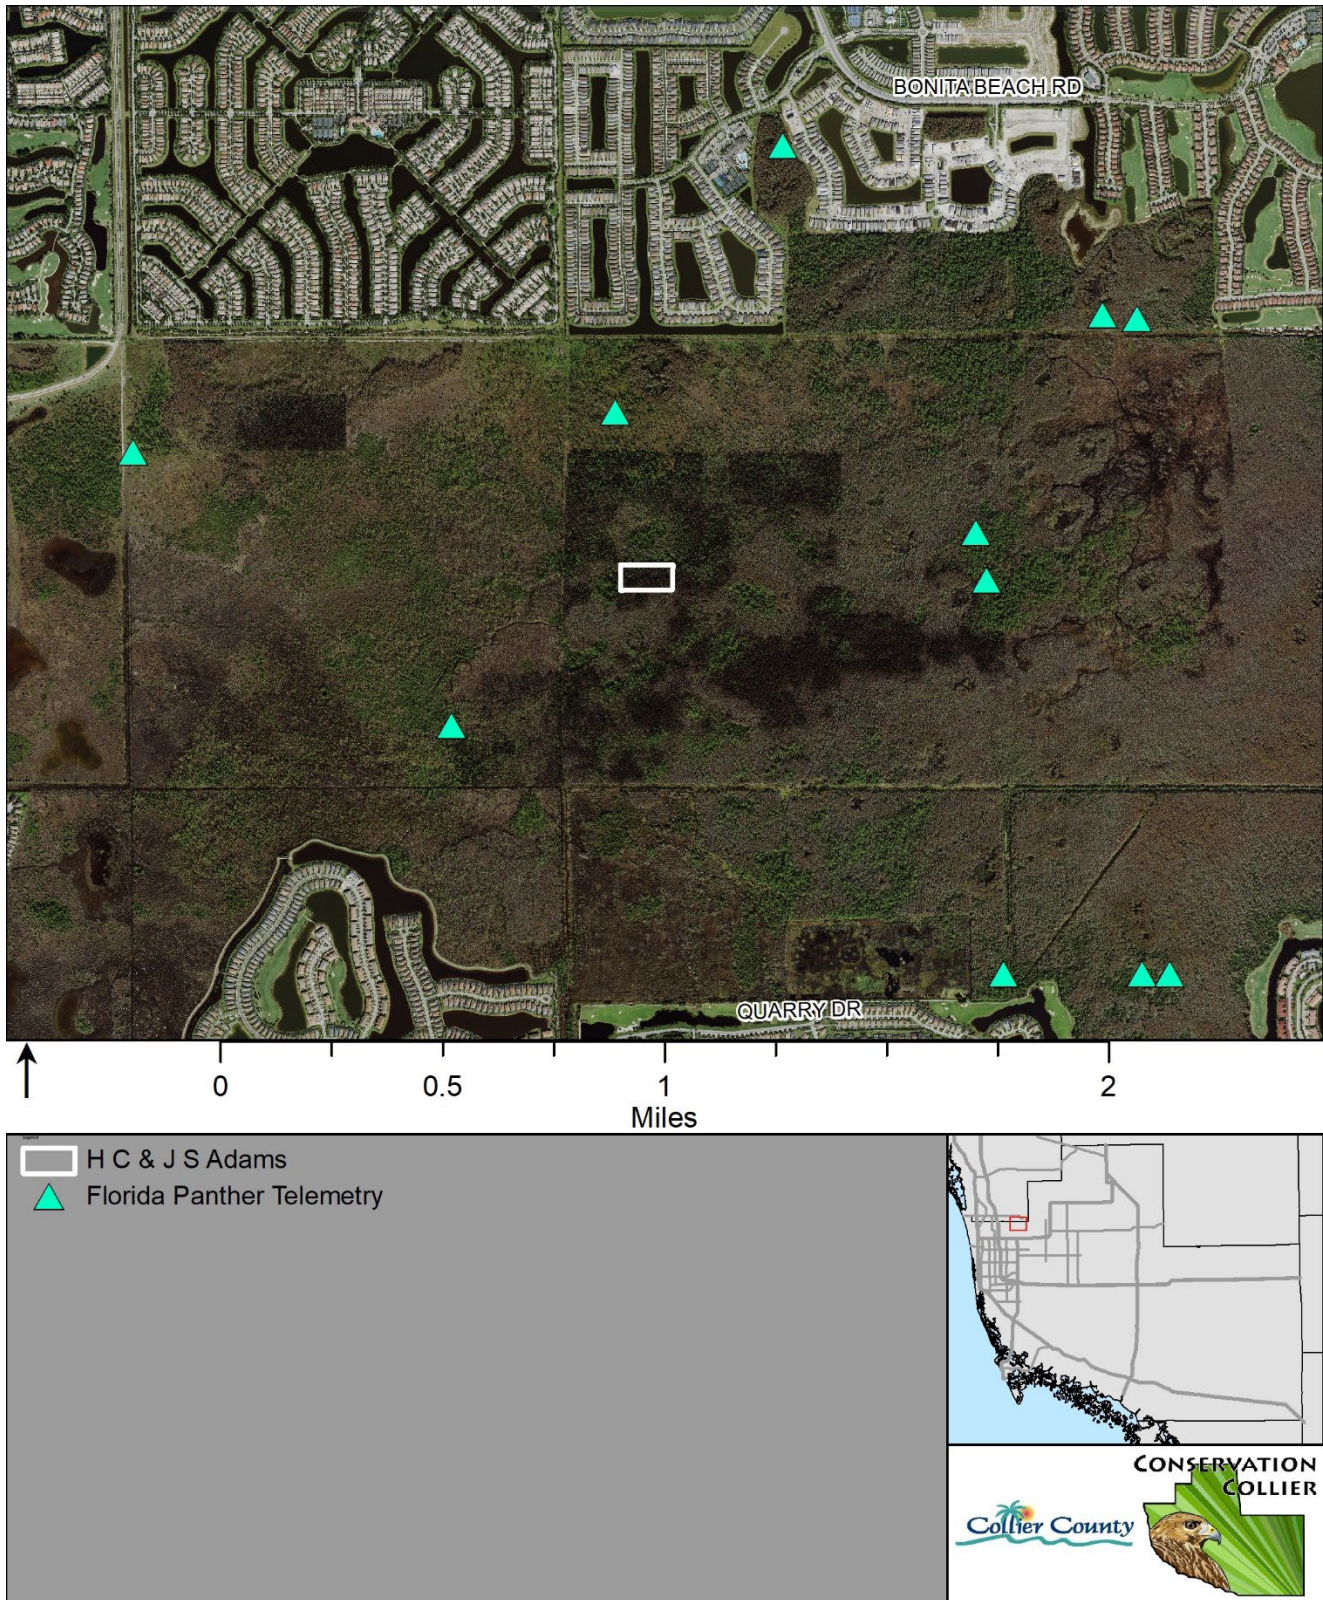 BONITA BEACH RD
QUARRY DR
0 0.5 1 2
Miles
Legend
H C & J S Adams
Florida Panther Telemetry
CONSERVATION
COLLIER
Collier County